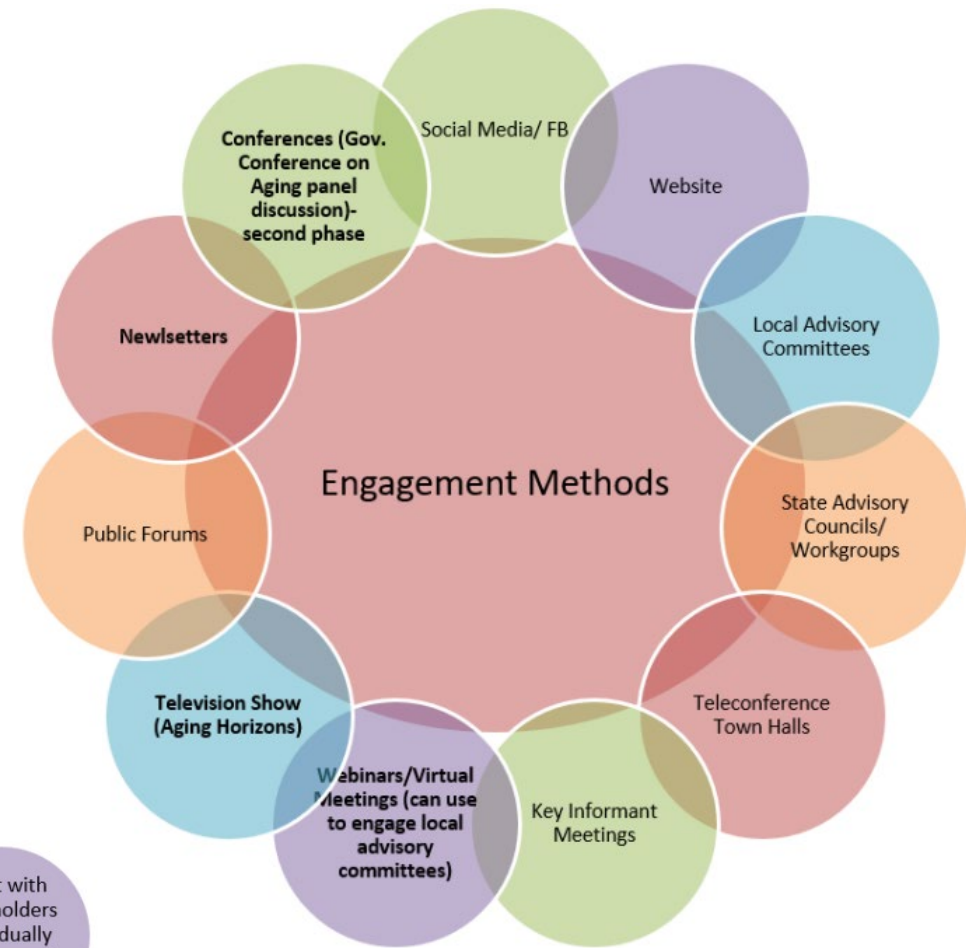 Social Media/ FB
Website
Local Advisory
Committees
State Advisory
Councils/
Workgroups
Teleconference
Town Halls
Key Informant
Meetings
Webinars/Virtual
Meetings (can use
to engage local
advisory
committees)
Television Show
(Aging Horizons)
Public Forums
Newlsetters
Conferences (Gov.
Conference on
Aging panel
discussion)-
second phase
Engagement Methods
with